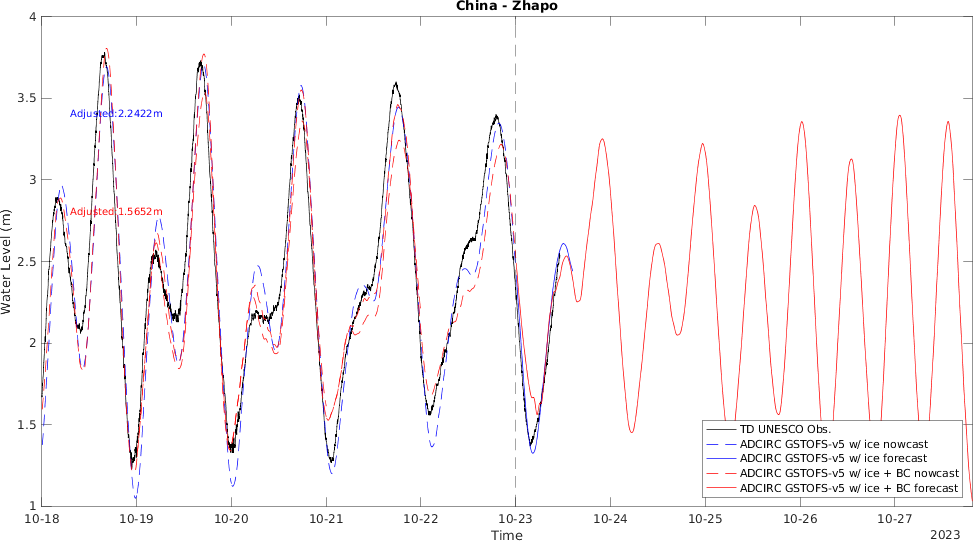 China - Zhapo
4
3.5
Adjusted:2.2422m
3
Adjusted:1.5652m
2.5
Water Level (m)
2
1.5
1
TD UNESCO Obs.
ADCIRC GSTOFS-v5 w/ ice nowcast
ADCIRC GSTOFS-v5 w/ ice forecast
ADCIRC GSTOFS-v5 w/ ice + BC nowcast
ADCIRC GSTOFS-v5 w/ ice + BC forecast
10-18 10-19 10-20 10-21 10-22 10-23 10-24 10-25 10-26 10-27
Time
2023